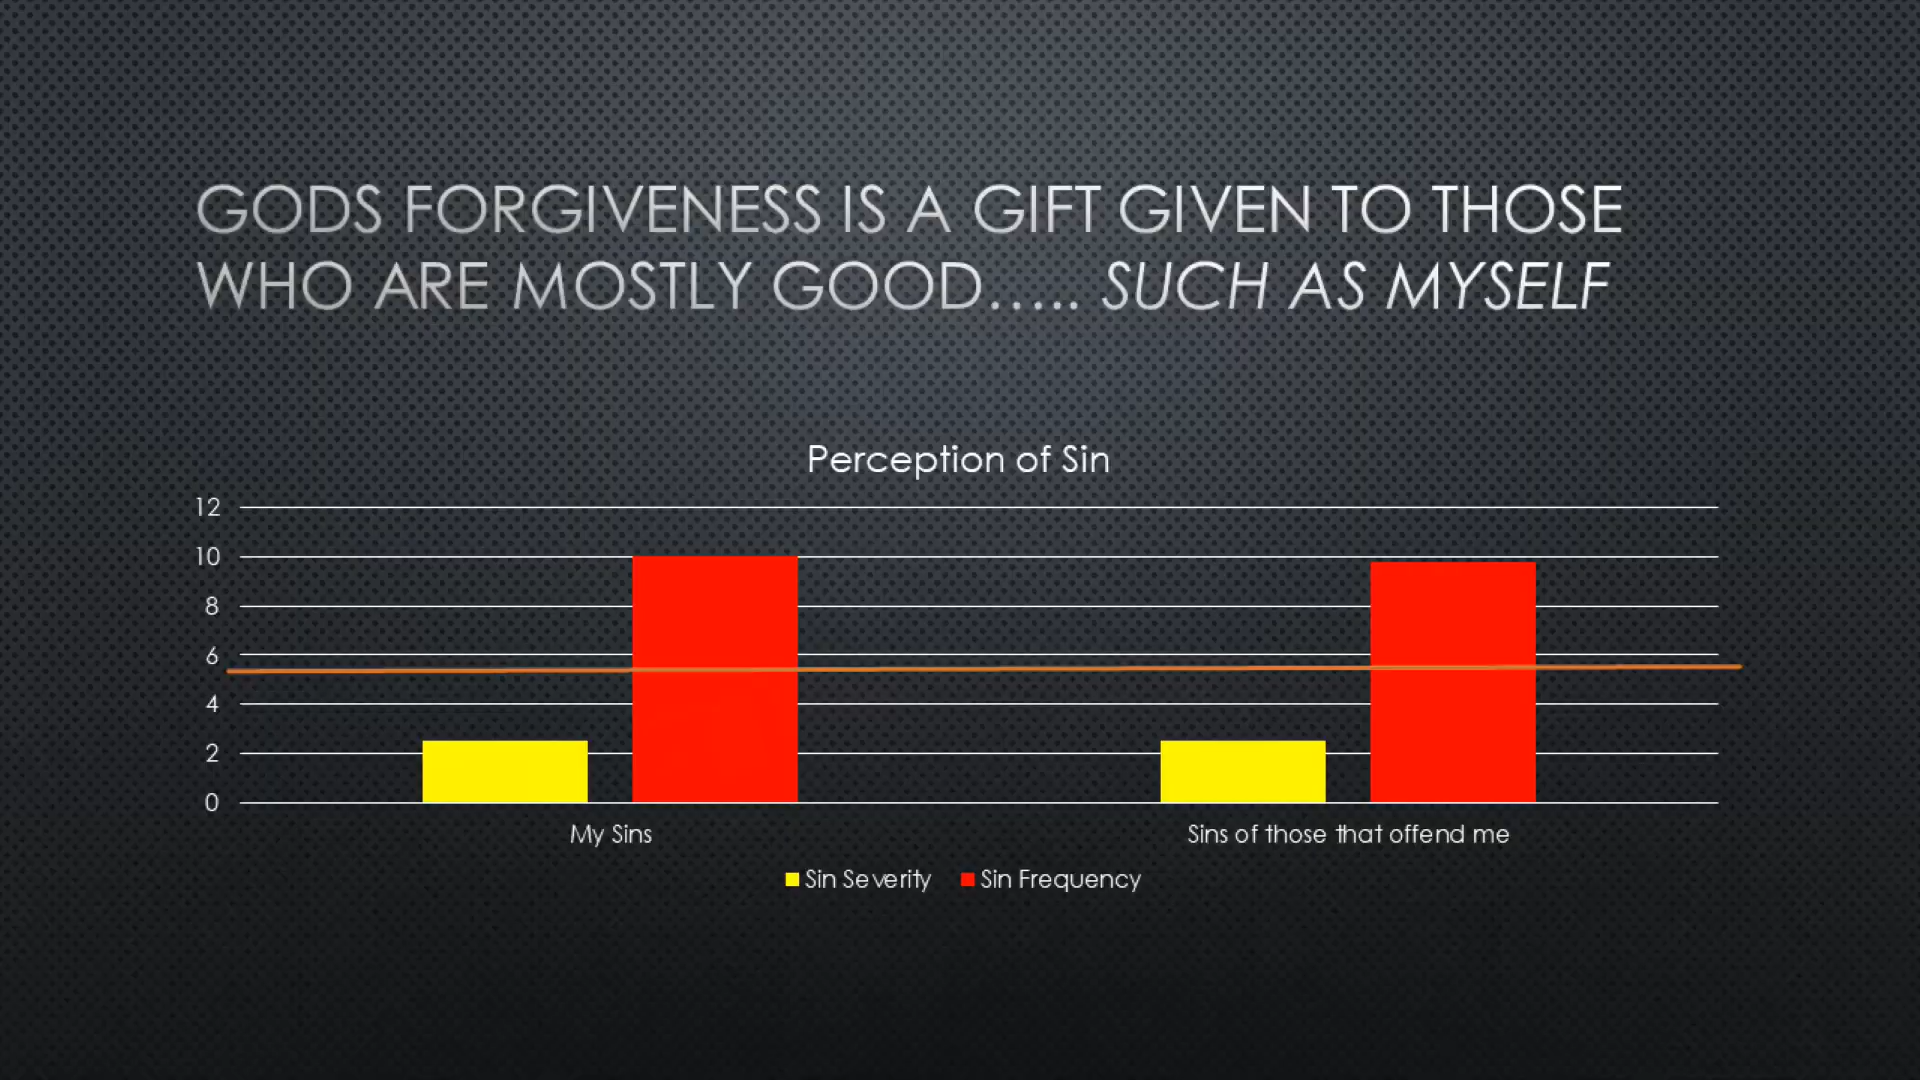 GODS FORGIVENESS IS A GIFT GIVEN TO THOSE
WHO ARE MOSTLY GOOD..... SUCH AS MYSELF
Perception of Sin
12
10
8
6
4
2
0
My Sins
Sins of those that offend me
Sin Severity
Sin Frequency